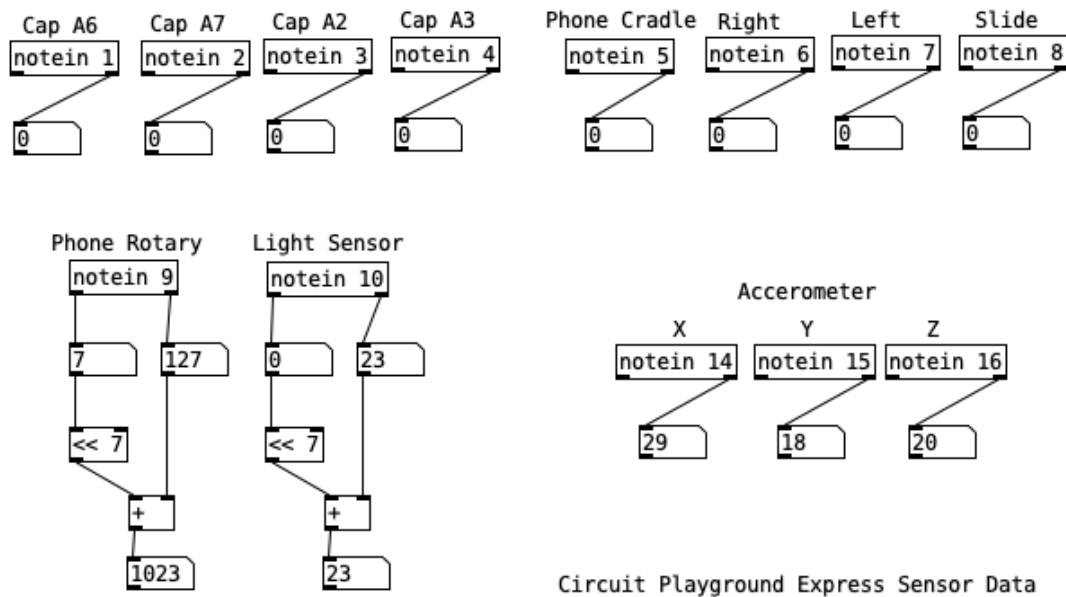 Cap A6 Cap A7 Cap A2 Cap A3 Phone Cradle Right Left Slide
notein 1 notein 2 notein 3 notein 4 notein 5 notein 6 notein 7 notein 8
0 0 0 0 0 0 0 0
Phone Rotary Light Sensor
notein 9 notein 10
Accerometer
X Y Z
7 127 0 23 notein 14 notein 15 notein 16
<< 7 << 7 29 18 20
+ +
1023 23
Circuit Playground Express Sensor Data